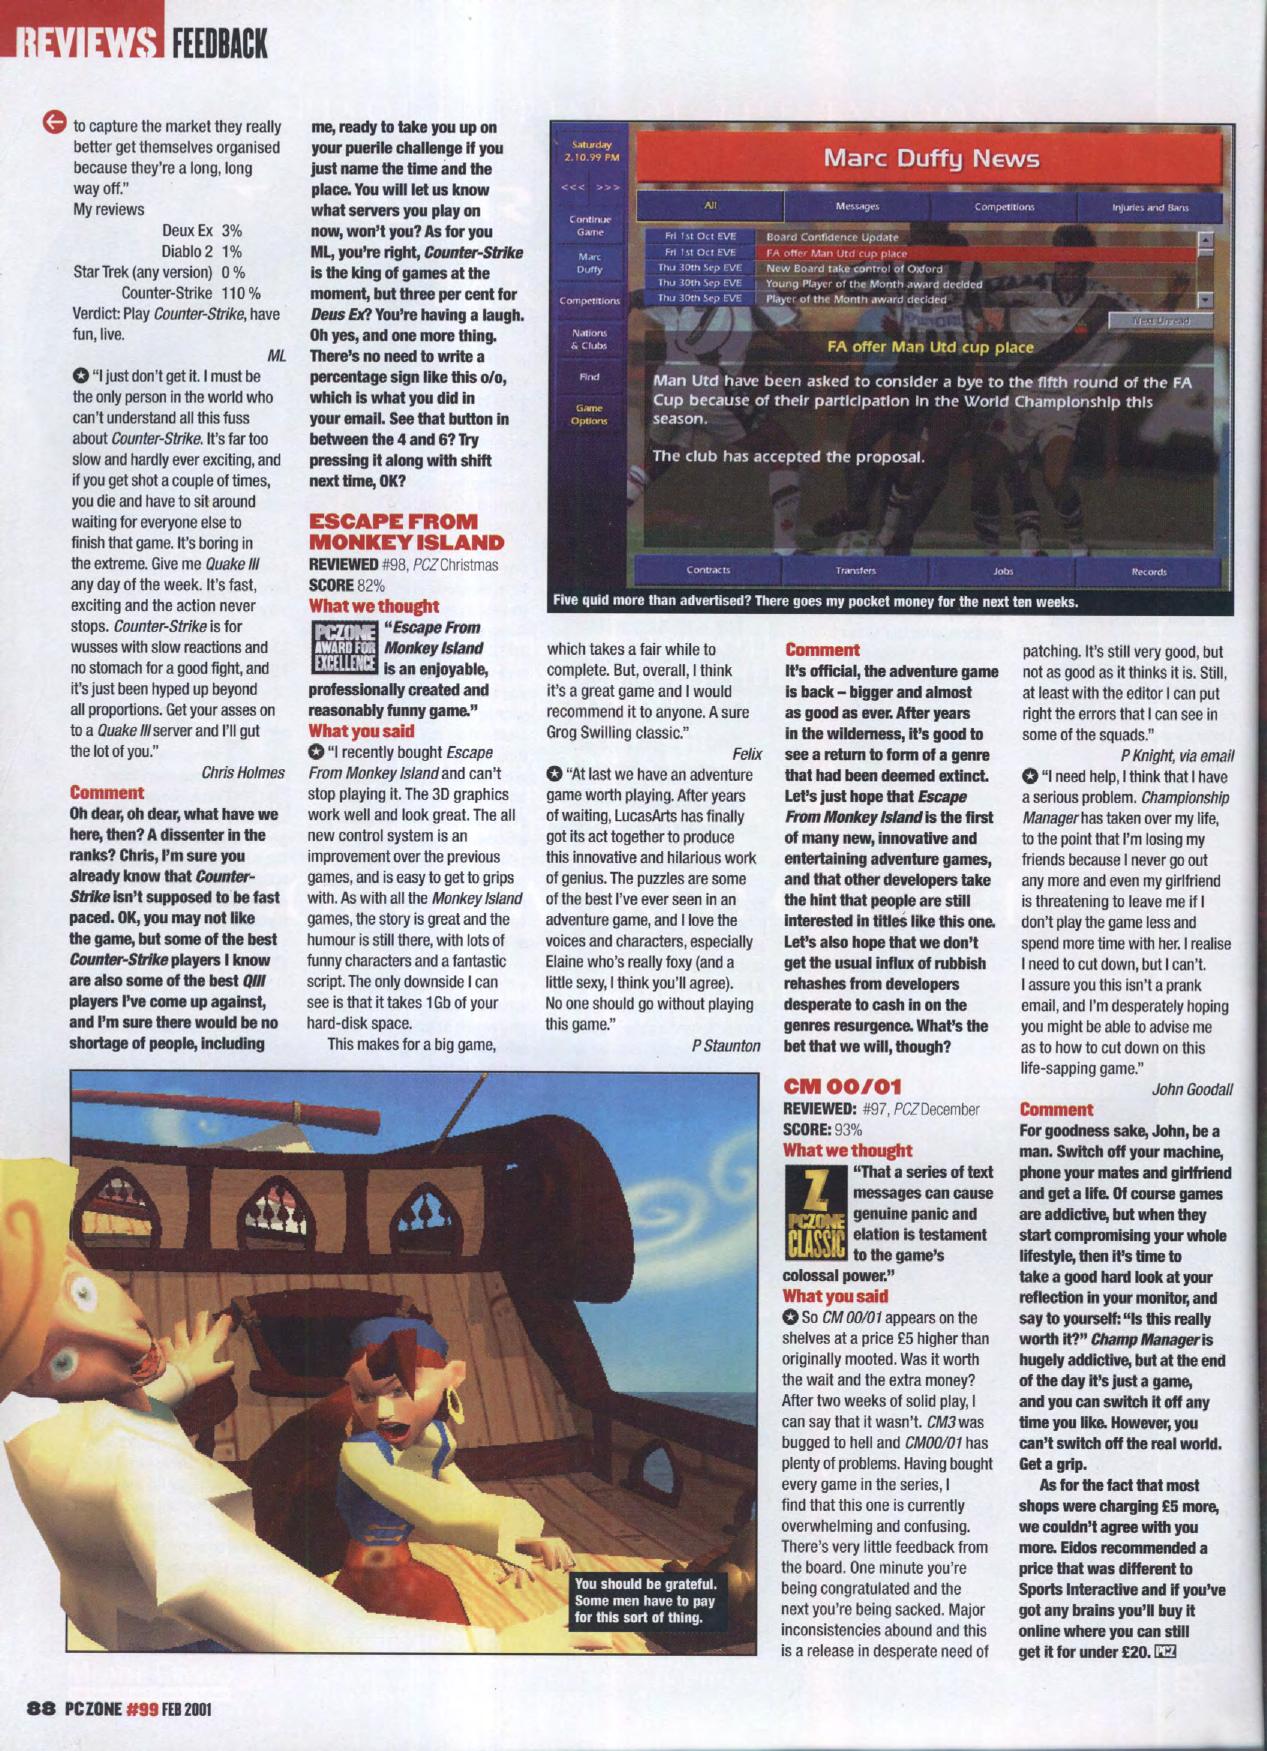 REVIEWS FEEDBACK
to capture the market they really
better get themselves organised
because they're a long, long
way off."
My reviews
Deux Ex 3%
Diablo 2 1%
Star Trek (any version) 0 %
Counter-Strike 110 %
Verdict: Play Counter-Strike, have
fun, live.
ML
"I just don't get it. I must be
the only person in the world who
can't understand all this fuss
about Counter-Strike. It's far too
slow and hardly ever exciting, and
if you get shot a couple of times,
you die and have to sit around
waiting for everyone else to
finish that game. It's boring in
the extreme. Give me Quake III
any day of the week. It's fast,
exciting and the action never
stops. Counter-Strike is for
wusses with slow reactions and
no stomach for a good fight, and
it's just been hyped up beyond
all proportions. Get your asses on
to a Quake III server and I'll gut
the lot of you."
Chris Holmes
Comment
Oh dear, oh dear, what have we
here, then? A dissenter in the
ranks? Chris, I'm sure you
already know that Counter-
Strike isn't supposed to be fast
paced. OK, you may not like
the game, but some of the best
Counter-Strike players I know
are also some of the best QIII
players I've come up against,
and I'm sure there would be no
shortage of people, including
me, ready to take you up on
your puerile challenge if you
just name the time and the
place. You will let us know
what servers you play on
now, won't you? As for you
ML, you're right, Counter-Strike
is the king of games at the
moment, but three per cent for
Deus Ex? You're having a laugh.
Oh yes, and one more thing.
There's no need to write a
percentage sign like this o/o,
which is what you did in
your email. See that button in
between the 4 and 6? Try
pressing it along with shift
next time, OK?
ESCAPE FROM
MONKEY ISLAND
REVIEWED #98, PCZ Christmas
SCORE 82%
What we thought
PCZONE
AWARD FOR
EXCELLENCE
"Escape From
Monkey Island
is an enjoyable,
professionally created and
reasonably funny game."
What you said
"I recently bought Escape
From Monkey Island and can't
stop playing it. The 3D graphics
work well and look great. The all
new control system is an
improvement over the previous
games, and is easy to get to grips
with. As with all the Monkey Island
games, the story is great and the
humour is still there, with lots of
funny characters and a fantastic
script. The only downside I can
see is that it takes 1Gb of your
hard-disk space.
This makes for a big game,
which takes a fair while to
complete. But, overall, I think
it's a great game and I would
recommend it to anyone. A sure
Grog Swilling classic."
Felix
"At last we have an adventure
game worth playing. After years
of waiting, LucasArts has finally
got its act together to produce
this innovative and hilarious work
of genius. The puzzles are some
of the best I've ever seen in an
adventure game, and I love the
voices and characters, especially
Elaine who's really foxy (and a
little sexy, I think you'll agree).
No one should go without playing
this game."
P Staunton
Comment
It's official, the adventure game
is back – bigger and almost
as good as ever. After years
in the wilderness, it's good to
see a return to form of a genre
that had been deemed extinct.
Let's just hope that Escape
From Monkey Island is the first
of many new, innovative and
entertaining adventure games,
and that other developers take
the hint that people are still
interested in titles like this one.
Let's also hope that we don't
get the usual influx of rubbish
rehashes from developers
desperate to cash in on the
genres resurgence. What's the
bet that we will, though?
CM 00/01
REVIEWED: #97, PCZ December
SCORE: 93%
What we thought
Z
PCZONE
CLASSIC
"That a series of text
messages can cause
genuine panic and
elation is testament
to the game's
colossal power."
What you said
So CM 00/01 appears on the
shelves at a price £5 higher than
originally mooted. Was it worth
the wait and the extra money?
After two weeks of solid play, I
can say that it wasn't. CM3 was
bugged to hell and CM00/01 has
plenty of problems. Having bought
every game in the series, I
find that this one is currently
overwhelming and confusing.
There's very little feedback from
the board. One minute you're
being congratulated and the
next you're being sacked. Major
inconsistencies abound and this
is a release in desperate need of
patching. It's still very good, but
not as good as it thinks it is. Still,
at least with the editor I can put
right the errors that I can see in
some of the squads."
P Knight, via email
"I need help, I think that I have
a serious problem. Championship
Manager has taken over my life,
to the point that I'm losing my
friends because I never go out
any more and even my girlfriend
is threatening to leave me if I
don't play the game less and
spend more time with her. I realise
I need to cut down, but I can't.
I assure you this isn't a prank
email, and I'm desperately hoping
you might be able to advise me
as to how to cut down on this
life-sapping game."
John Goodall
Comment
For goodness sake, John, be a
man. Switch off your machine,
phone your mates and girlfriend
and get a life. Of course games
are addictive, but when they
start compromising your whole
lifestyle, then it's time to
take a good hard look at your
reflection in your monitor, and
say to yourself: "Is this really
worth it?" Champ Manager is
hugely addictive, but at the end
of the day it's just a game,
and you can switch it off any
time you like. However, you
can't switch off the real world.
Get a grip.
As for the fact that most
shops were charging £5 more,
we couldn't agree with you
more. Eidos recommended a
price that was different to
Sports Interactive and if you've
got any brains you'll buy it
online where you can still
get it for under £20. PCZ
Saturday
2.10.99 PM
<<< >>>
Continue
Game
Marc
Duffy
Competitions
Nations
& Clubs
Find
Game
Options
Marc Duffy News
All Messages Competitions Injuries and Bans
Fri 1st Oct EVE Board Confidence Update
Fri 1st Oct EVE FA offer Man Utd cup place
Thu 30th Sep EVE New Board take control of Oxford
Thu 30th Sep EVE Young Player of the Month award decided
Thu 30th Sep EVE Player of the Month award decided
Next Unread
FA offer Man Utd cup place
Man Utd have been asked to consider a bye to the fifth round of the FA
Cup because of their participation in the World Championship this
season.
The club has accepted the proposal.
Contracts Transfers Jobs Records
Five quid more than advertised? There goes my pocket money for the next ten weeks.
You should be grateful.
Some men have to pay
for this sort of thing.
88 PCZONE #99 FEB 2001